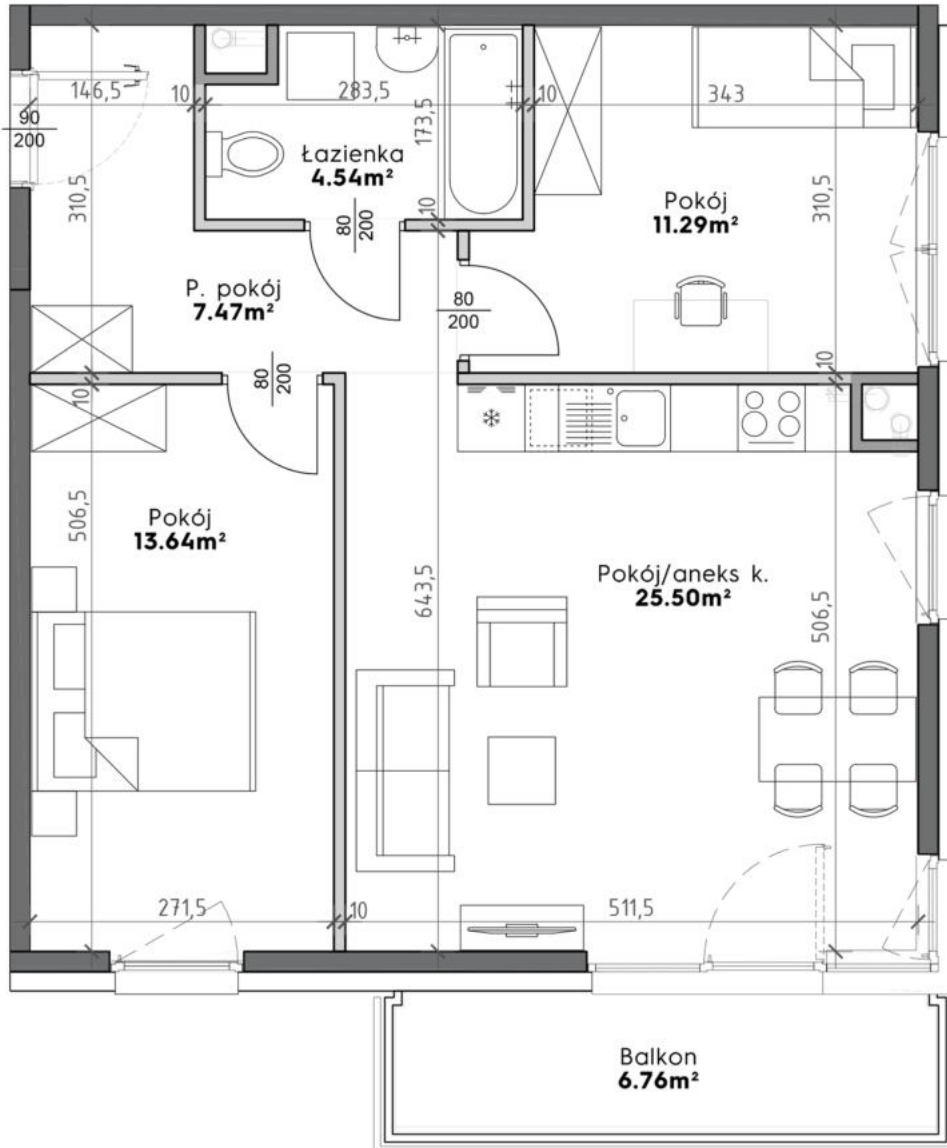 146,5
10
283,5
10
343
90
200
310,5
173,5
310,5
Łazienka
4.54m²
Pokój
11.29m²
10
80
200
P. pokój
7.47m²
80
200
80
200
10
10
506,5
Pokój
13.64m²
643,5
Pokój/aneks k.
25.50m²
506,5
271,5
10
511,5
Balkon
6.76m²